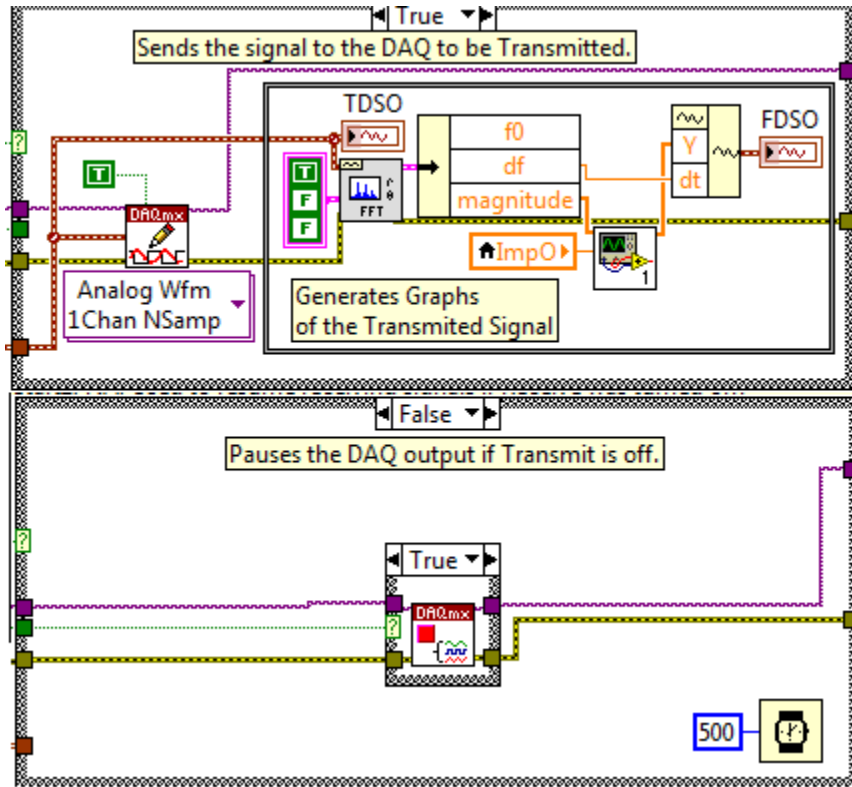 True
Sends the signal to the DAQ to be Transmitted.
TDSO
f0
FDSO
?
T
T
F
F
FFT
df
magnitude
Y
dt
DAQmx
ImpO
1
Analog Wfm
1Chan NSamp
Generates Graphs
of the Transmited Signal
False
Pauses the DAQ output if Transmit is off.
?
True
?
DAQmx
500